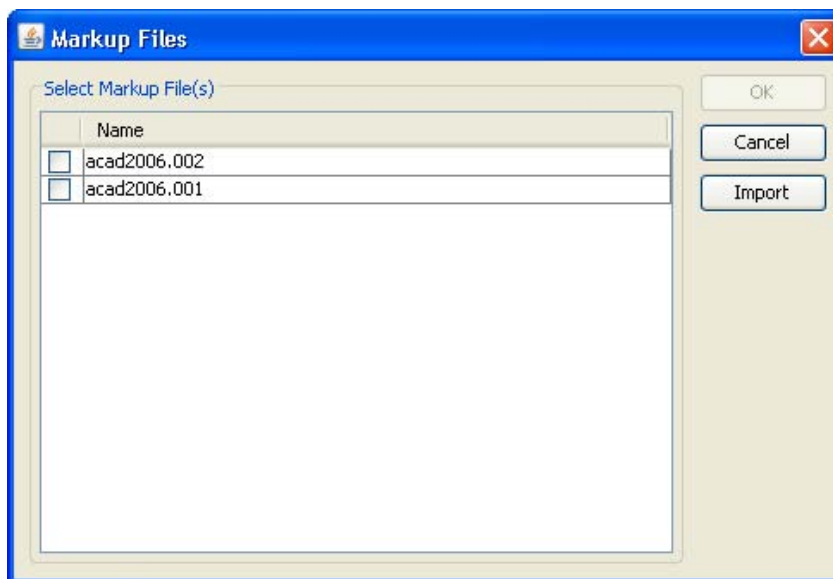 Markup Files
Select Markup File(s)
OK
Name
Cancel
acad2006.002
acad2006.001
Import